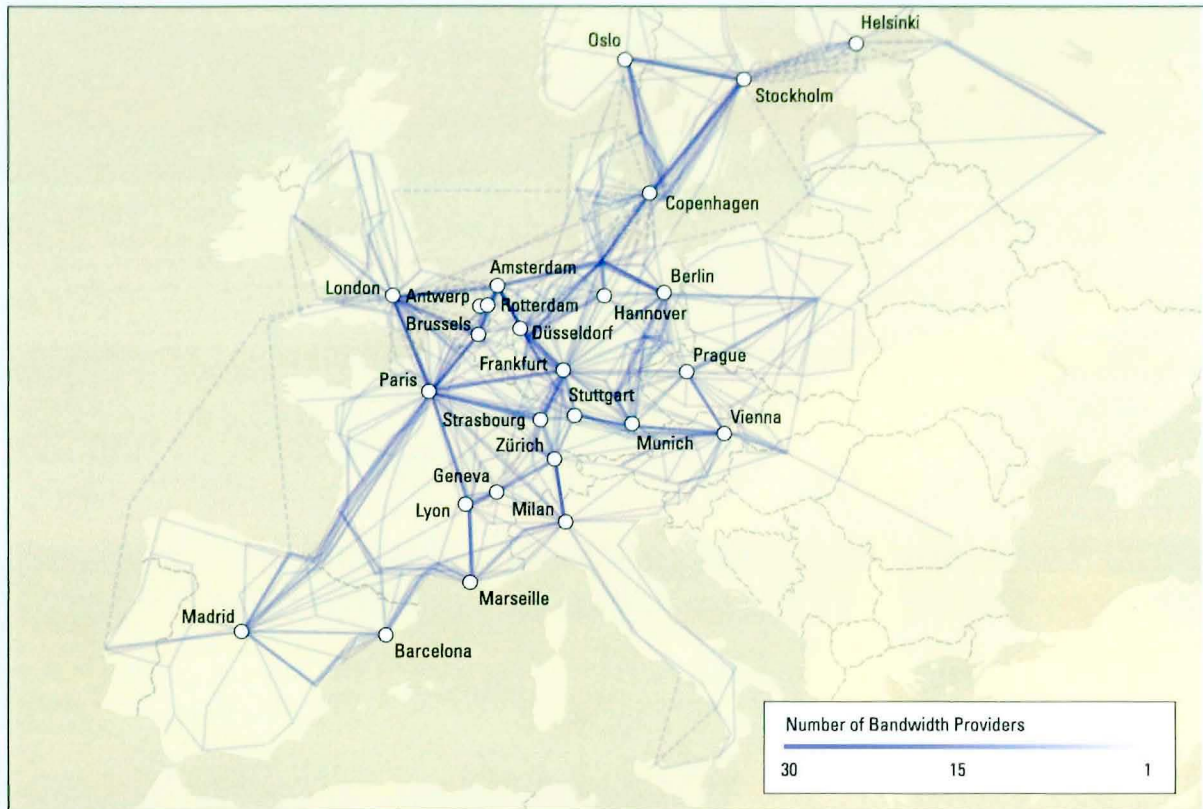 Helsinki
Oslo
Stockholm
Copenhagen
Amsterdam
London
Berlin
Antwerp
Rotterdam
Hannover
Brussels
Düsseldorf
Frankfurt
Prague
Paris
Stuttgart
Strasbourg
Vienna
Munich
Zürich
Geneva
Lyon
Milan
Marseille
Madrid
Barcelona
Number of Bandwidth Providers
30 15 1